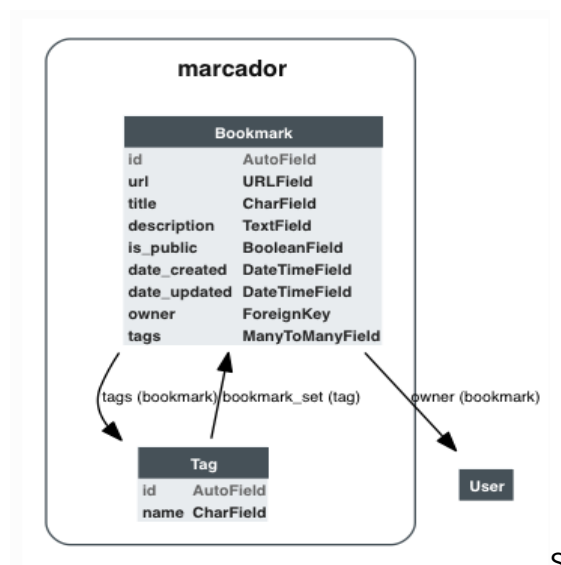 marcador
Bookmark
id AutoField
url URLField
title CharField
description TextField
is_public BooleanField
date_created DateTimeField
date_updated DateTimeField
owner ForeignKey
tags ManyToManyField
tags (bookmark) bookmark_set (tag) owner (bookmark)
Tag
id AutoField
name CharField
User